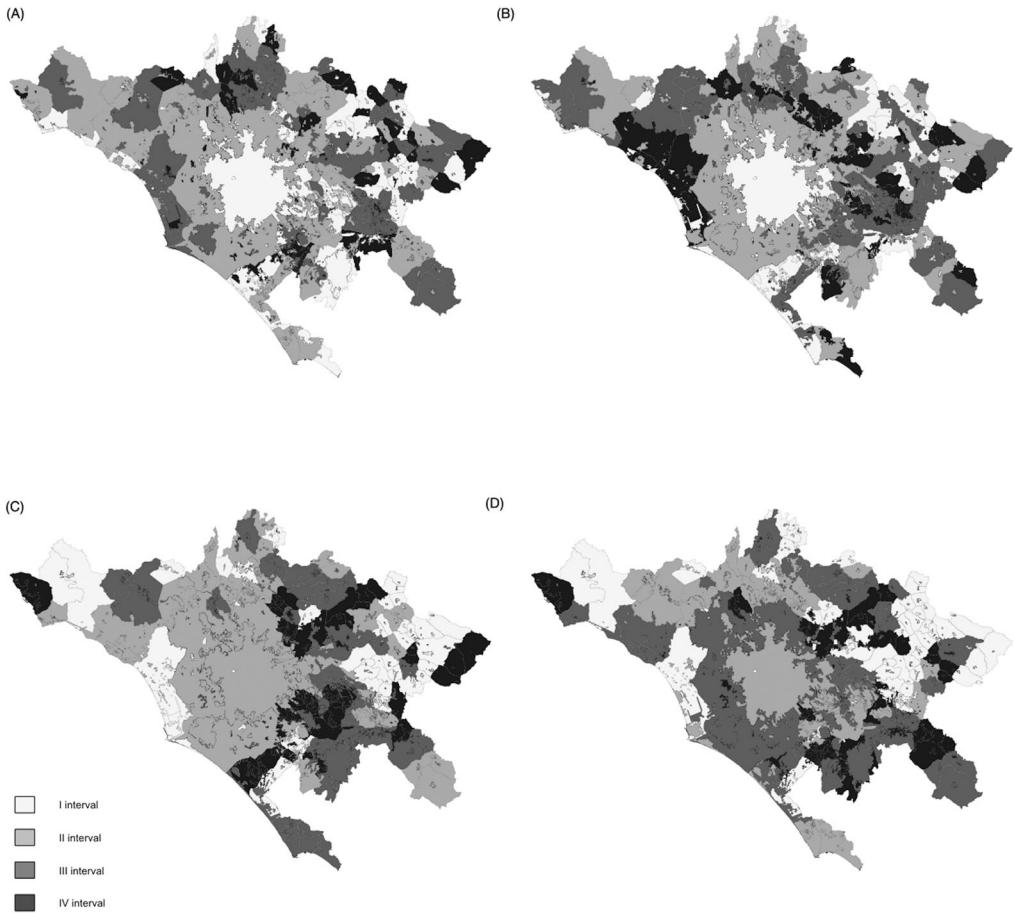 (A)
(B)
(C)
(D)
I interval
II interval
III interval
IV interval